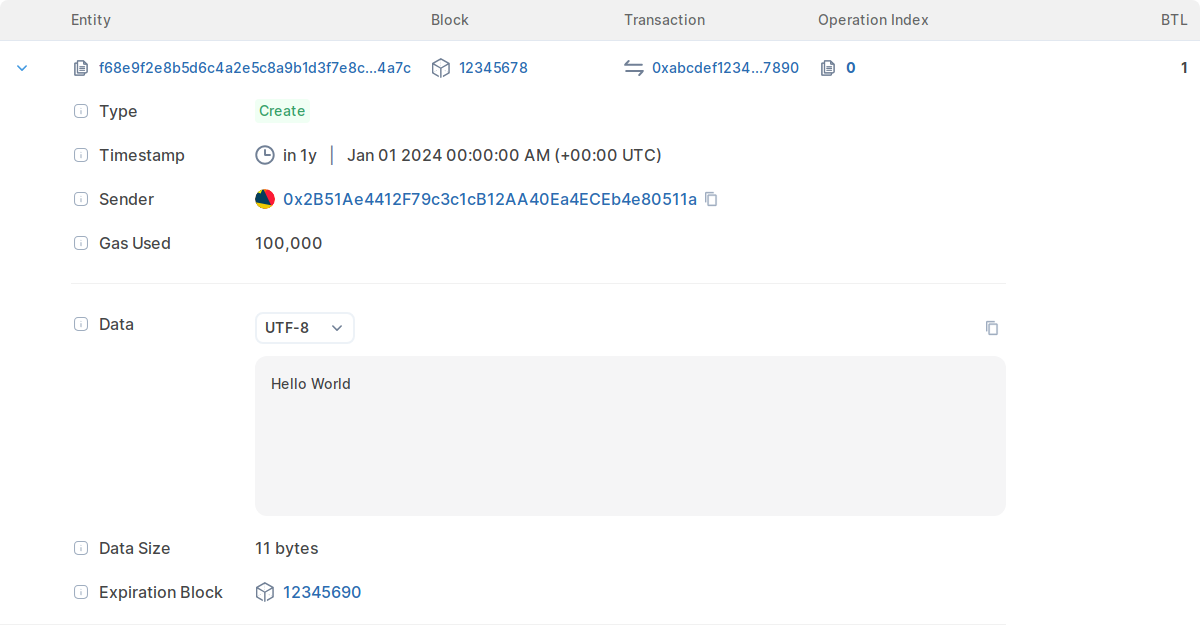 Entity Block Transaction Operation Index BTL
f68e9f2e8b5d6c4a2e5c8a9b1d3f7e8c...4a7c 12345678 0xabcdef1234...7890 0 1
Type Create
Timestamp in 1y | Jan 01 2024 00:00:00 AM (+00:00 UTC)
Sender 0x2B51Ae4412F79c3c1cB12AA40Ea4ECEb4e80511a
Gas Used 100,000
Data UTF-8
Hello World
Data Size 11 bytes
Expiration Block 12345690